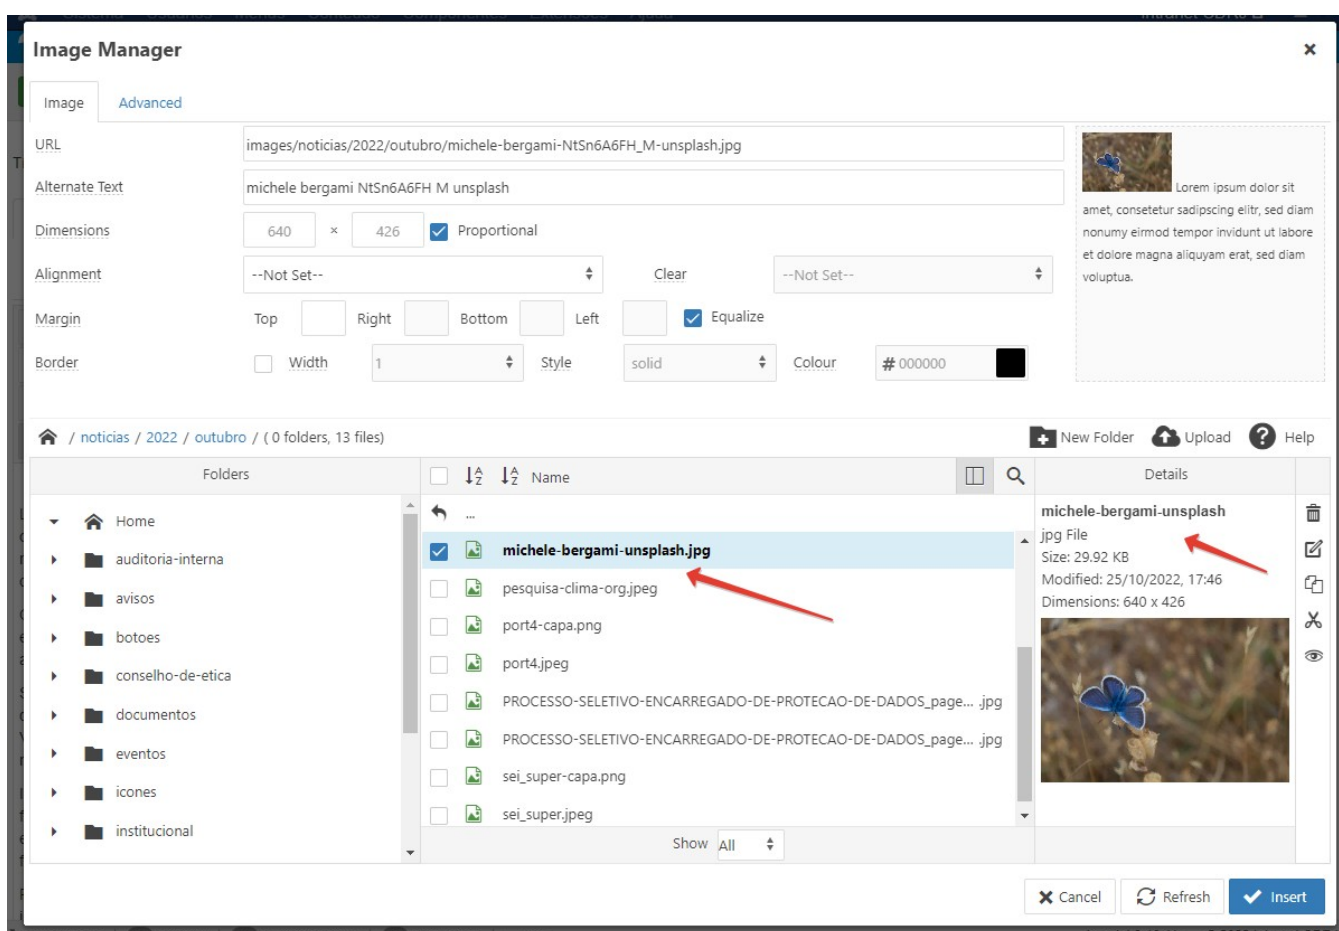 Image Manager
Image Advanced
URL images/noticias/2022/outubro/michele-bergami-NtSn6A6FH_M-unsplash.jpg
Alternate Text michele bergami NtSn6A6FH M unsplash
Dimensions 640 × 426 Proportional
Alignment --Not Set-- Clear --Not Set--
Margin Top Right Bottom Left Equalize
Border Width 1 Style solid Colour # 000000
Lorem ipsum dolor sit
amet, consetetur sadipscing elitr, sed diam
nonumy eirmod tempor invidunt ut labore
et dolore magna aliquyam erat, sed diam
voluptua.
/ noticias / 2022 / outubro / ( 0 folders, 13 files) New Folder Upload Help
Folders
Home
auditoria-interna
avisos
botoes
conselho-de-etica
documentos
eventos
icones
institucional
Name
...
michele-bergami-unsplash.jpg
pesquisa-clima-org.jpeg
port4-capa.png
port4.jpeg
PROCESSO-SELETIVO-ENCARREGADO-DE-PROTECAO-DE-DADOS_page... .jpg
PROCESSO-SELETIVO-ENCARREGADO-DE-PROTECAO-DE-DADOS_page... .jpg
sei_super-capa.png
sei_super.jpeg
Show All
Details
michele-bergami-unsplash
jpg File
Size: 29.92 KB
Modified: 25/10/2022, 17:46
Dimensions: 640 x 426
Cancel Refresh Insert